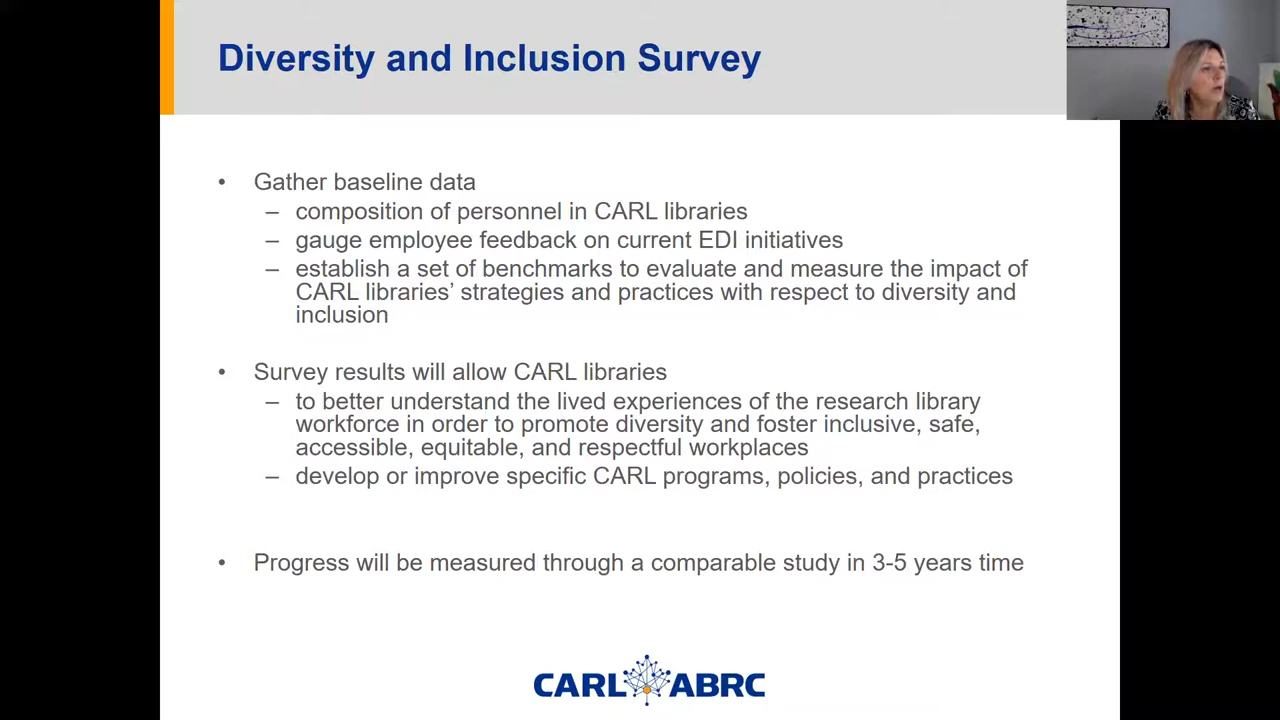 Diversity and Inclusion Survey
• Gather baseline data
– composition of personnel in CARL libraries
– gauge employee feedback on current EDI initiatives
– establish a set of benchmarks to evaluate and measure the impact of
CARL libraries’ strategies and practices with respect to diversity and
inclusion
• Survey results will allow CARL libraries
– to better understand the lived experiences of the research library
workforce in order to promote diversity and foster inclusive, safe,
accessible, equitable, and respectful workplaces
– develop or improve specific CARL programs, policies, and practices
• Progress will be measured through a comparable study in 3-5 years time
CARL ABRC